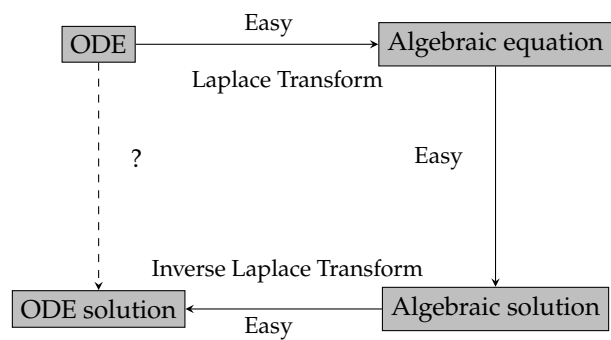 Easy
ODE
Algebraic equation
Laplace Transform
?
Easy
Inverse Laplace Transform
ODE solution
Algebraic solution
Easy